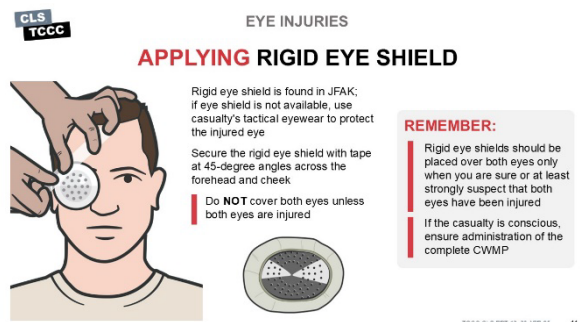 CLS
TCCC
EYE INJURIES
APPLYING RIGID EYE SHIELD
Rigid eye shield is found in JFAK;
if eye shield is not available, use
casualty's tactical eyewear to protect
the injured eye
Secure the rigid eye shield with tape
at 45-degree angles across the
forehead and cheek
Do NOT cover both eyes unless
both eyes are injured
REMEMBER:
Rigid eye shields should be
placed over both eyes only
when you are sure or at least
strongly suspect that both
eyes have been injured
If the casualty is conscious,
ensure administration of the
complete CWMP